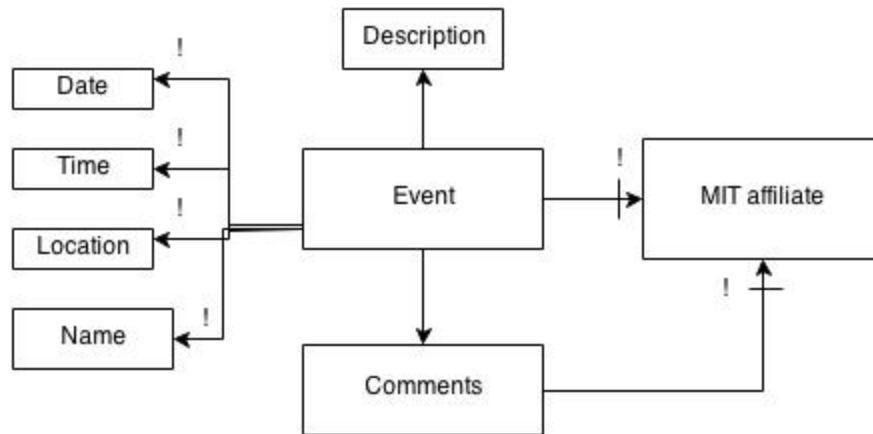 Description
!
Date
!
Time
!
Event
MIT affiliate
!
Location
!
Name
!
Comments
!